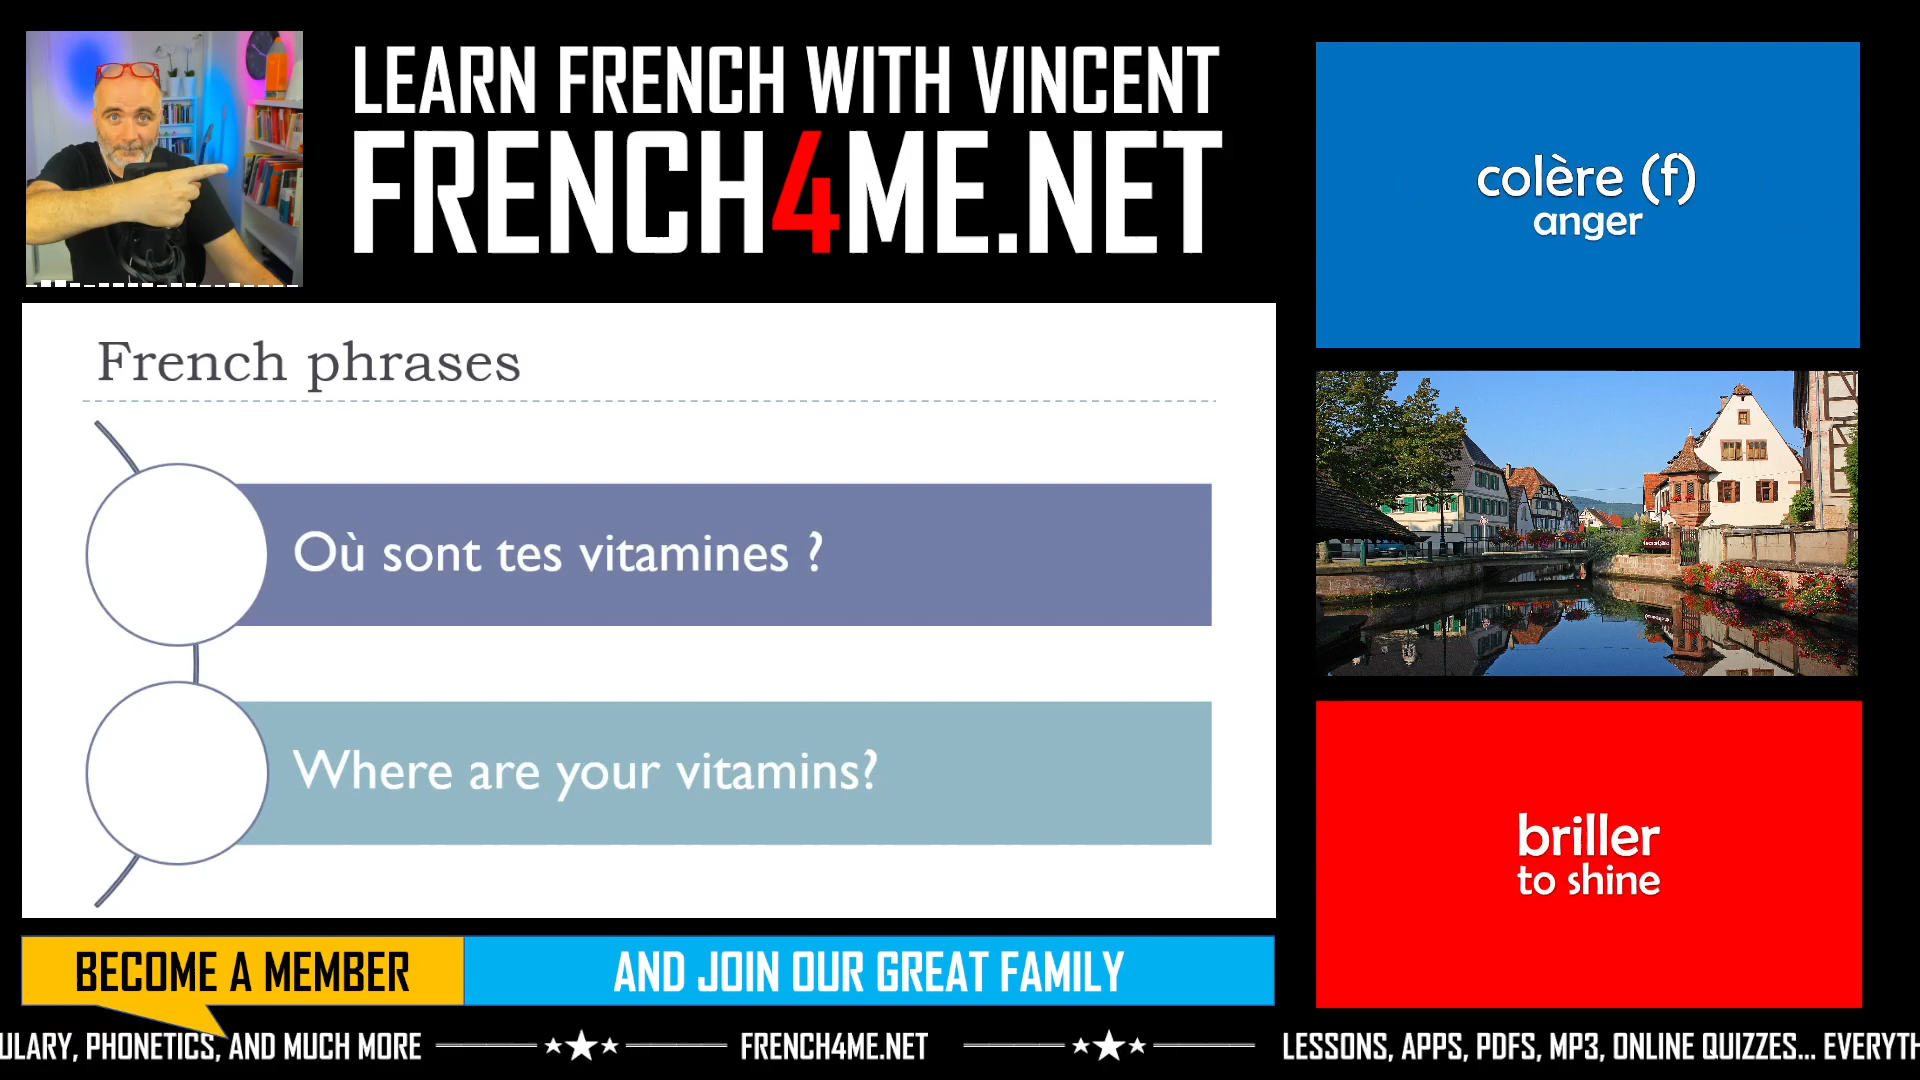 LEARN FRENCH WITH VINCENT
FRENCH4ME.NET
French phrases
Où sont tes vitamines ?
Where are your vitamins?
colère (f)
anger
briller
to shine
BECOME A MEMBER
AND JOIN OUR GREAT FAMILY
ULARY, PHONETICS, AND MUCH MORE
FRENCH4ME.NET
LESSONS, APPS, PDFS, MP3, ONLINE QUIZZES... EVERYTH